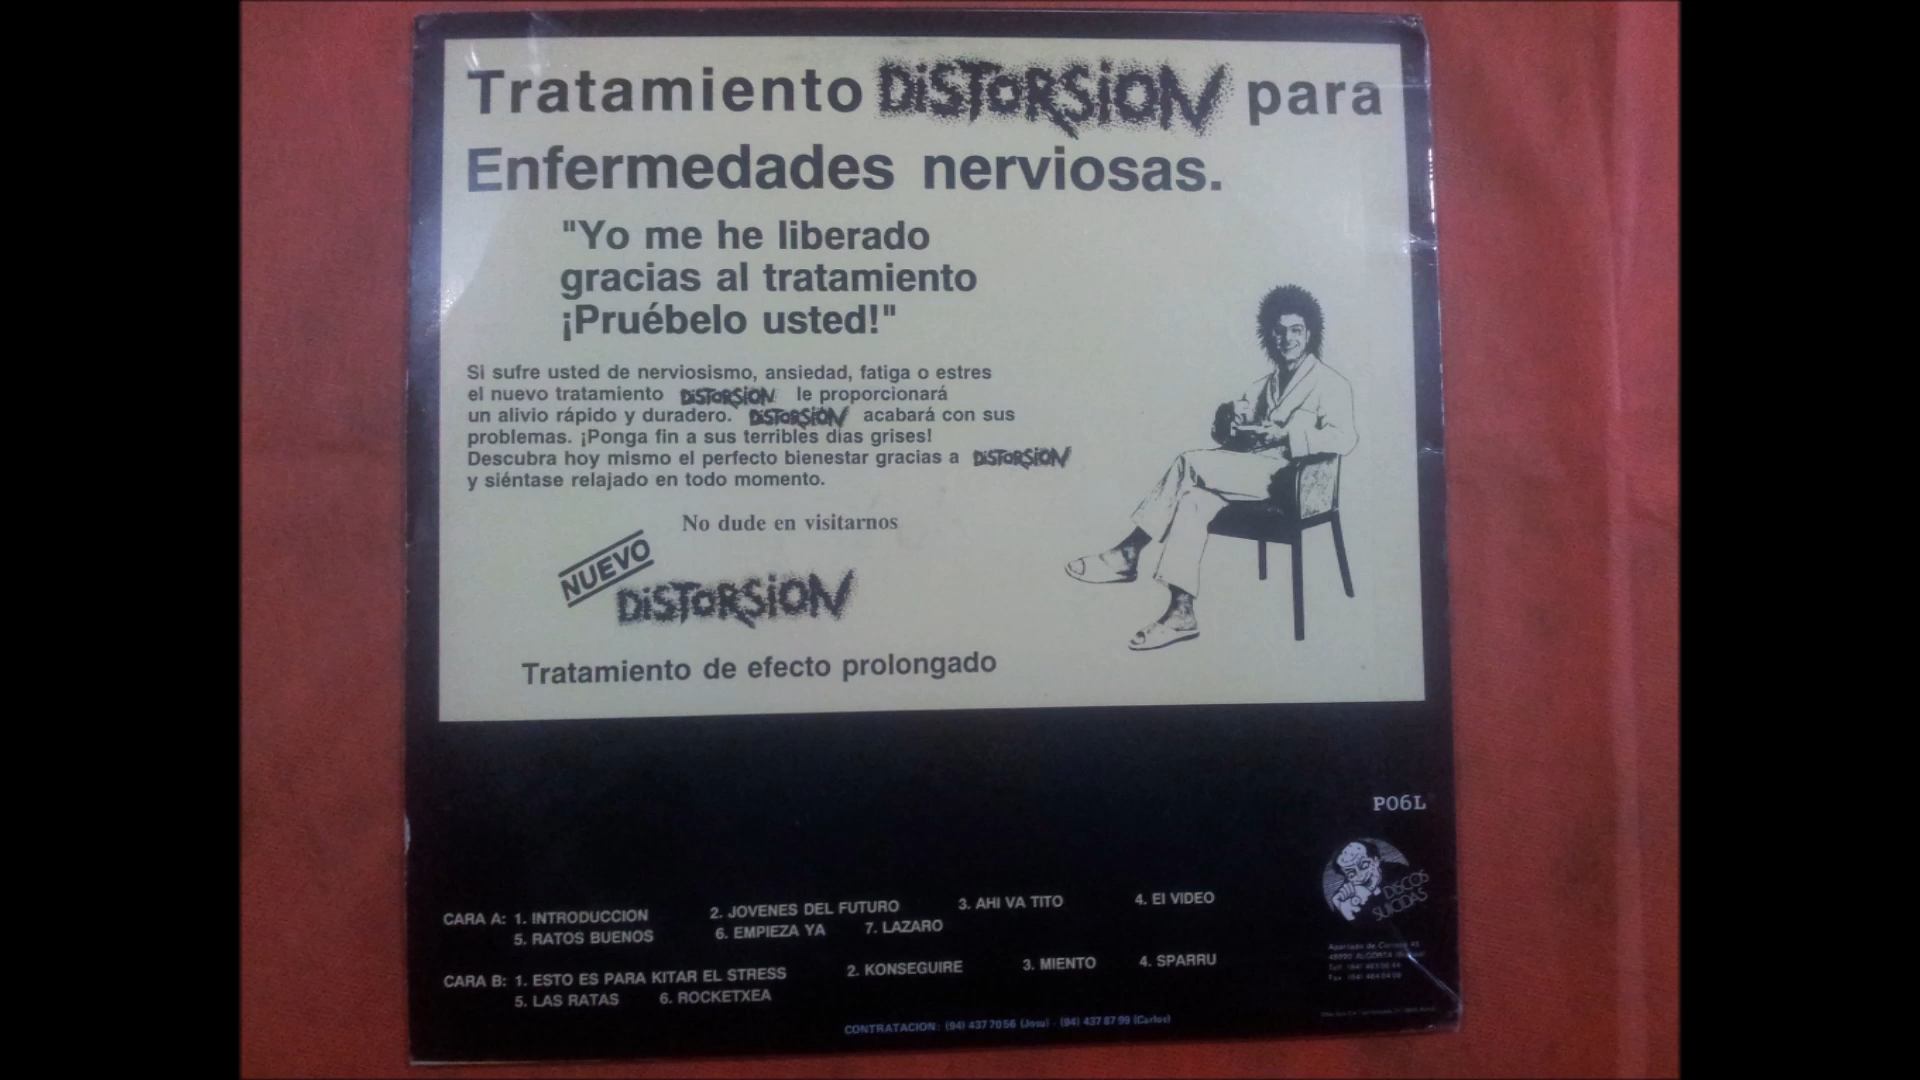 Tratamiento DiSTORSiON para
Enfermedades nerviosas.
"Yo me he liberado
gracias al tratamiento
¡Pruébelo usted!"
Si sufre usted de nerviosismo, ansiedad, fatiga o estres
el nuevo tratamiento DiSTORSiON le proporcionará
un alivio rápido y duradero. DiSTORSiON acabará con sus
problemas. ¡Ponga fin a sus terribles días grises!
Descubra hoy mismo el perfecto bienestar gracias a DiSTORSiON
y siéntase relajado en todo momento.
No dude en visitarnos
NUEVO
DiSTORSiON
Tratamiento de efecto prolongado
P06L
DISCOS
SUICIDAS
CARA A: 1. INTRODUCCION 2. JOVENES DEL FUTURO 3. AHI VA TITO 4. El VIDEO
5. RATOS BUENOS 6. EMPIEZA YA 7. LAZARO
CARA B: 1. ESTO ES PARA KITAR EL STRESS 2. KONSEGUIRE 3. MIENTO 4. SPARRU
5. LAS RATAS 6. ROCKETXEA
Apartado de Correos
ALGORTA
CONTRATACION: (94) 437 70 56 (Josu) - (94) 437 87 99 (Carlos)